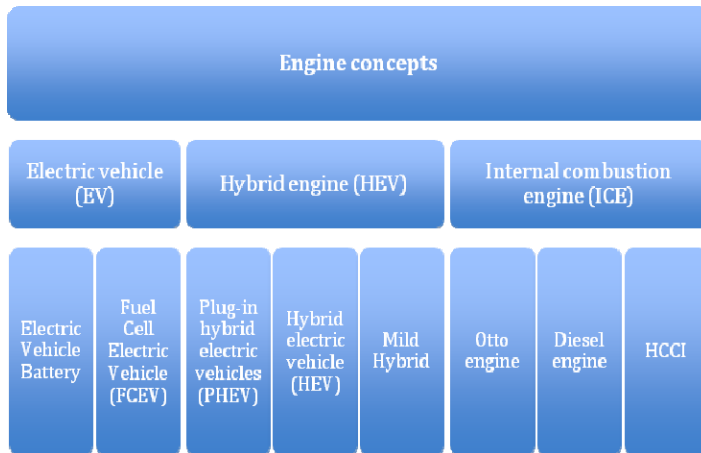 Engine concepts
Electric vehicle
(EV)
Hybrid engine (HEV)
Internal combustion
engine (ICE)
Electric
Vehicle
Battery
Fuel
Cell
Electric
Vehicle
(FCEV)
Plug-in
hybrid
electric
vehicles
(PHEV)
Hybrid
electric
vehicle
(HEV)
Mild
Hybrid
Otto
engine
Diesel
engine
HCCI